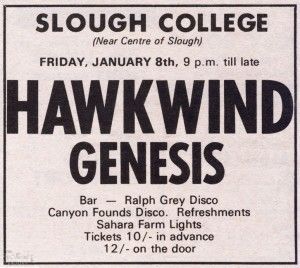 SLOUGH COLLEGE
(Near Centre of Slough)
FRIDAY, JANUARY 8th, 9 p.m. till late
HAWKWIND
GENESIS
Bar — Ralph Grey Disco
Canyon Founds Disco. Refreshments
Sahara Farm Lights
Tickets 10/- in advance
12/- on the door